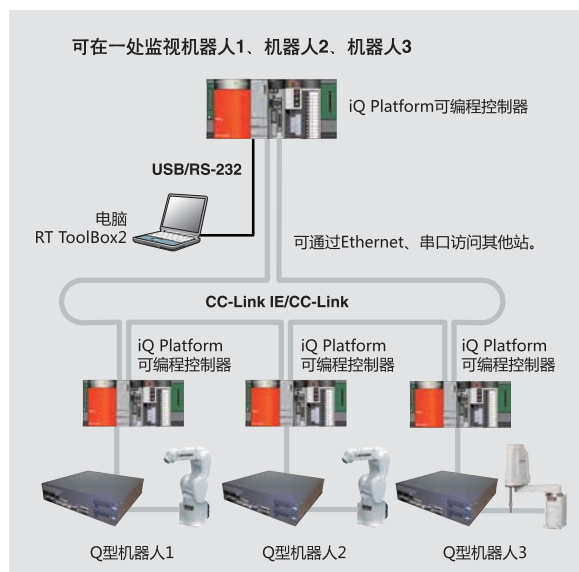 可在一处监视机器人1、机器人2、机器人3
iQ Platform可编程控制器
USB/RS-232
电脑
RT ToolBox2
可通过Ethernet、串口访问其他站。
CC-Link IE/CC-Link
iQ Platform
可编程控制器
iQ Platform
可编程控制器
iQ Platform
可编程控制器
Q型机器人1
Q型机器人2
Q型机器人3